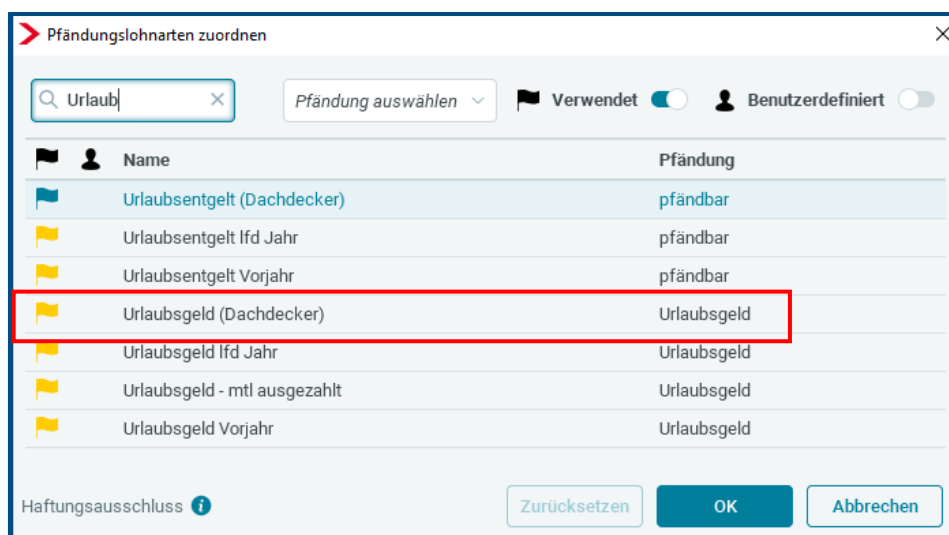 Pfändungslohnarten zuordnen
Urlaub Pfändung auswählen Verwendet Benutzerdefiniert
Name Pfändung
Urlaubsentgelt (Dachdecker) pfändbar
Urlaubsentgelt lfd Jahr pfändbar
Urlaubsentgelt Vorjahr pfändbar
Urlaubsgeld (Dachdecker) Urlaubsgeld
Urlaubsgeld lfd Jahr Urlaubsgeld
Urlaubsgeld - mtl ausgezahlt Urlaubsgeld
Urlaubsgeld Vorjahr Urlaubsgeld
Haftungsausschluss i Zurücksetzen OK Abbrechen